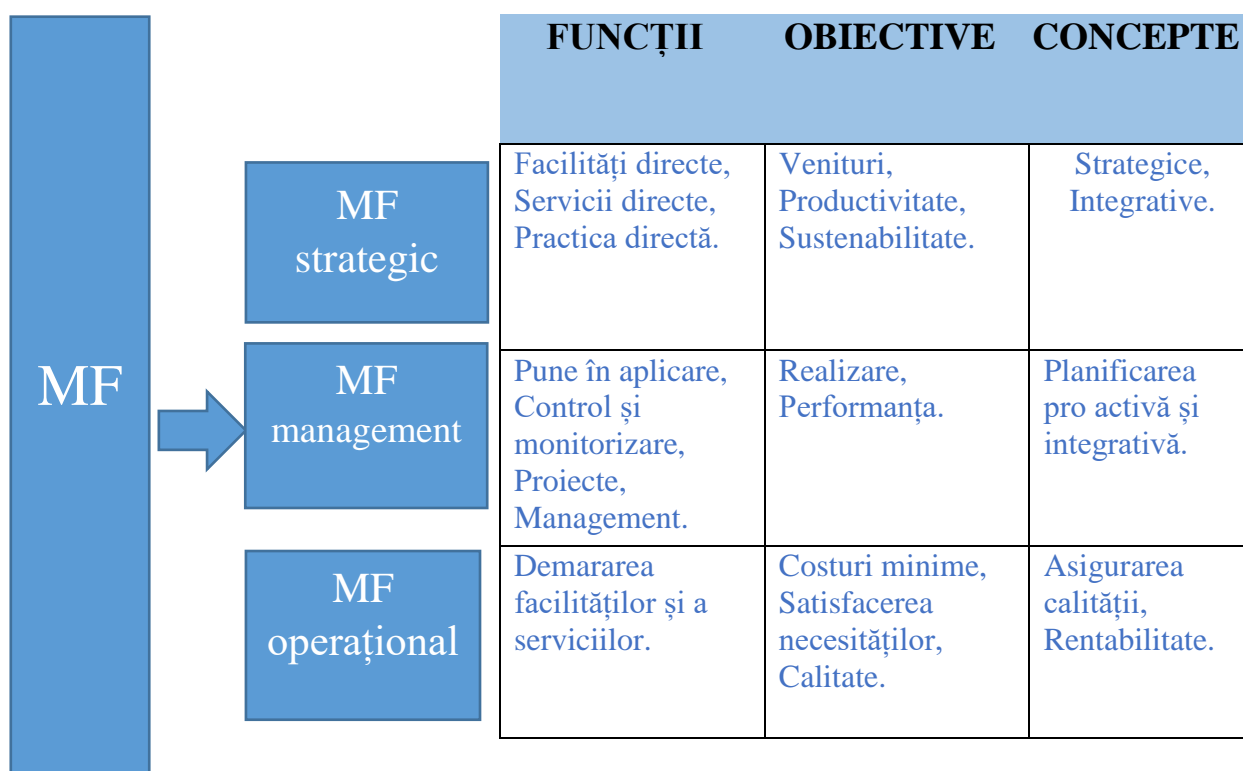 MF
FUNCȚII OBIECTIVE CONCEPTE
MF
strategic
Facilități directe,
Servicii directe,
Practica directă.
Venituri,
Productivitate,
Sustenabilitate.
Strategice,
Integrative.
MF
management
Pune în aplicare,
Control și
monitorizare,
Proiecte,
Management.
Realizare,
Performanța.
Planificarea
pro activă și
integrativă.
MF
operațional
Demararea
facilităților și a
serviciilor.
Costuri minime,
Satisfacerea
necesităților,
Calitate.
Asigurarea
calității,
Rentabilitate.